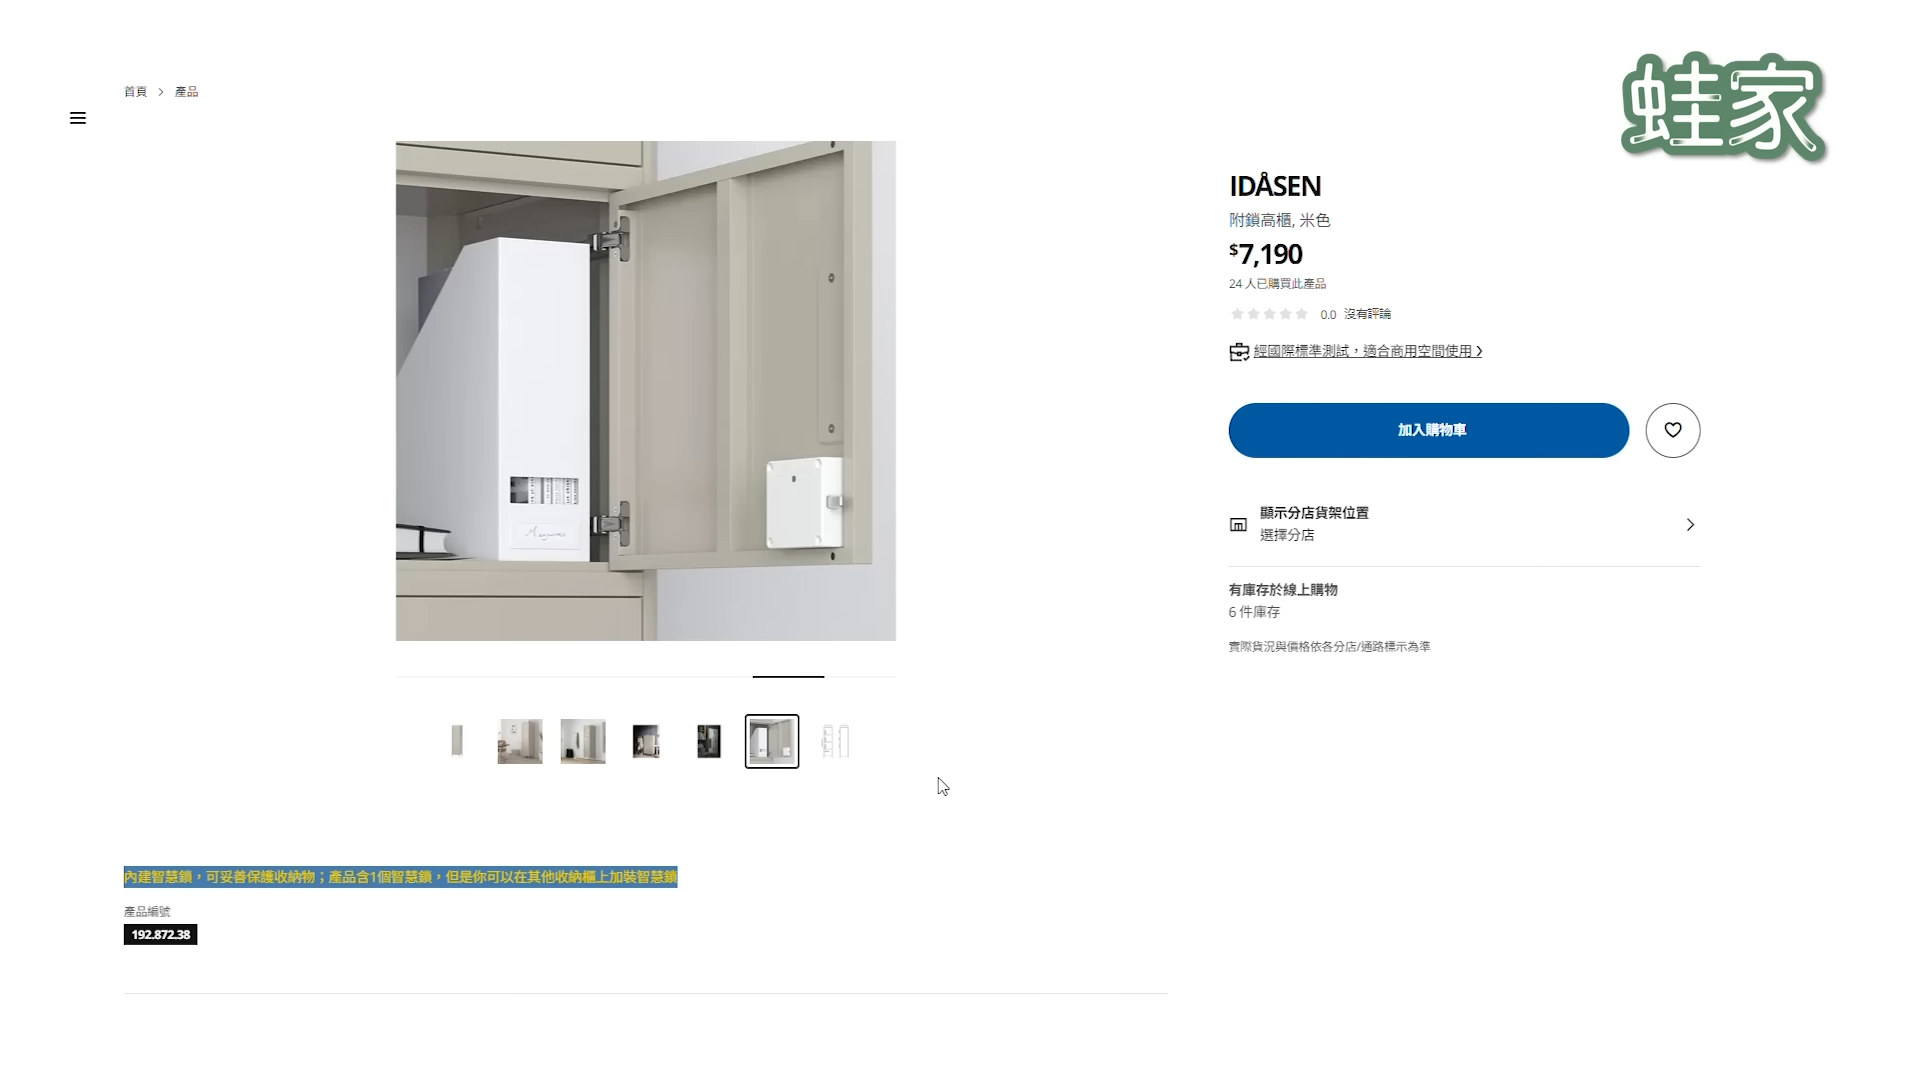 首頁 > 產品
蛙家
IDÅSEN
附鎖高櫃, 米色
$7,190
24 人已購買此產品
0.0 沒有評論
經國際標準測試，適合商用空間使用
加入購物車
顯示分店貨架位置
選擇分店
有庫存於線上購物
6 件庫存
實際貨況與價格依各分店/通路標示為準
內建智慧鎖，可妥善保護收納物；產品含1個智慧鎖，但是你可以在其他收納櫃上加裝智慧鎖
產品編號
192.872.38